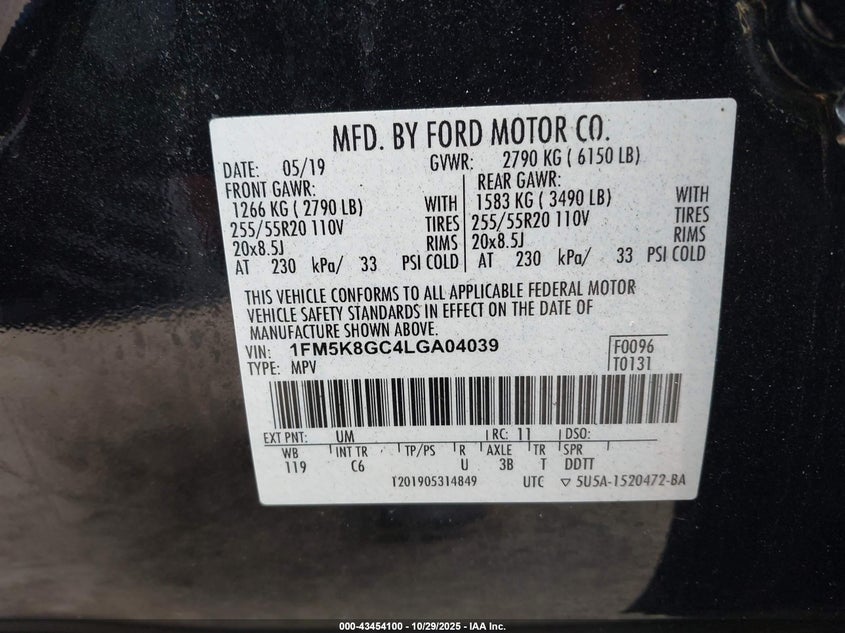 MFD. BY FORD MOTOR CO.
DATE: 05/19 GVWR: 2790 KG ( 6150 LB)
FRONT GAWR: REAR GAWR:
1266 KG ( 2790 LB) WITH 1583 KG ( 3490 LB) WITH
255/55R20 110V TIRES 255/55R20 110V TIRES
20x8.5J RIMS 20x8.5J RIMS
AT 230 kPa/ 33 PSI COLD AT 230 kPa/ 33 PSI COLD
THIS VEHICLE CONFORMS TO ALL APPLICABLE FEDERAL MOTOR
VEHICLE SAFETY STANDARDS IN EFFECT ON THE DATE OF
MANUFACTURE SHOWN ABOVE.
VIN: 1FM5K8GC4LGA04039 F0096
TYPE: MPV T0131
EXT PNT: UM RC: 11 DSO:
WB INT TR TP/PS R AXLE TR SPR
119 C6 U 3B T DDTT
T201905314849 UTC ▽ 5U5A-1520472-BA
000-43454100 - 10/29/2025 - IAA Inc.